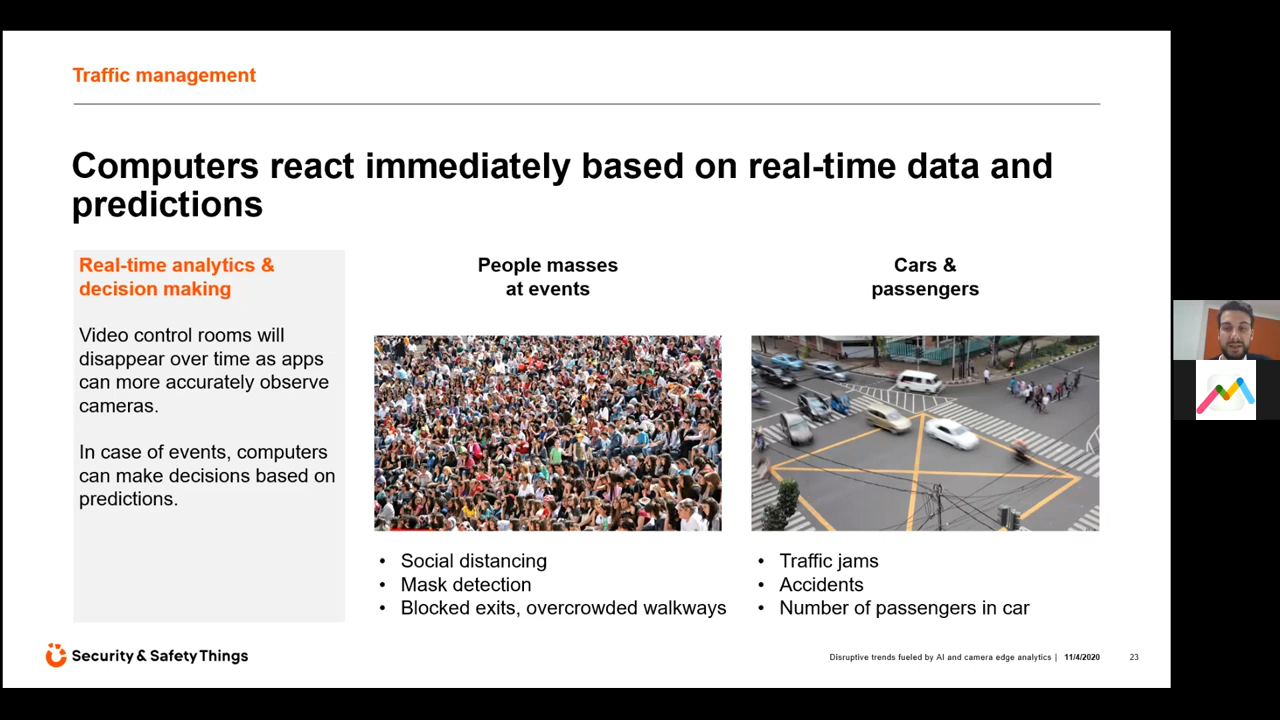 Traffic management
Computers react immediately based on real-time data and
predictions
Real-time analytics &
decision making
Video control rooms will
disappear over time as apps
can more accurately observe
cameras.
In case of events, computers
can make decisions based on
predictions.
People masses
at events
• Social distancing
• Mask detection
• Blocked exits, overcrowded walkways
Cars &
passengers
• Traffic jams
• Accidents
• Number of passengers in car
Security & Safety Things
Disruptive trends fueled by AI and camera edge analytics | 11/4/2020 23